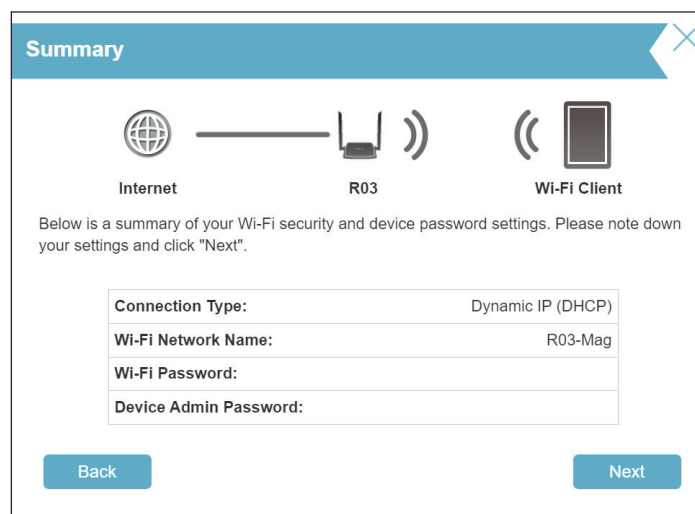 Summary
Internet R03 Wi-Fi Client
Below is a summary of your Wi-Fi security and device password settings. Please note down
your settings and click "Next".
Connection Type: Dynamic IP (DHCP)
Wi-Fi Network Name: R03-Mag
Wi-Fi Password:
Device Admin Password:
Back Next